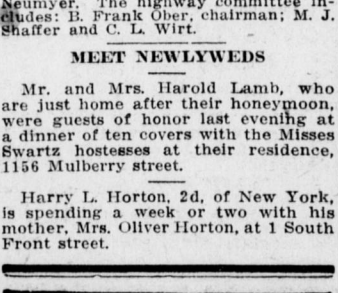 Neumyer. The highway committee in-
cludes: B. Frank Ober, chairman; M. J.
Shaffer and C. L. Wirt.
MEET NEWLYWEDS
Mr. and Mrs. Harold Lamb, who
are just home after their honeymoon,
were guests of honor last evening at
a dinner of ten covers with the Misses
Swartz hostesses at their residence,
1156 Mulberry street.
Harry L. Horton, 2d, of New York,
is spending a week or two with his
mother, Mrs. Oliver Horton, at 1 South
Front street.